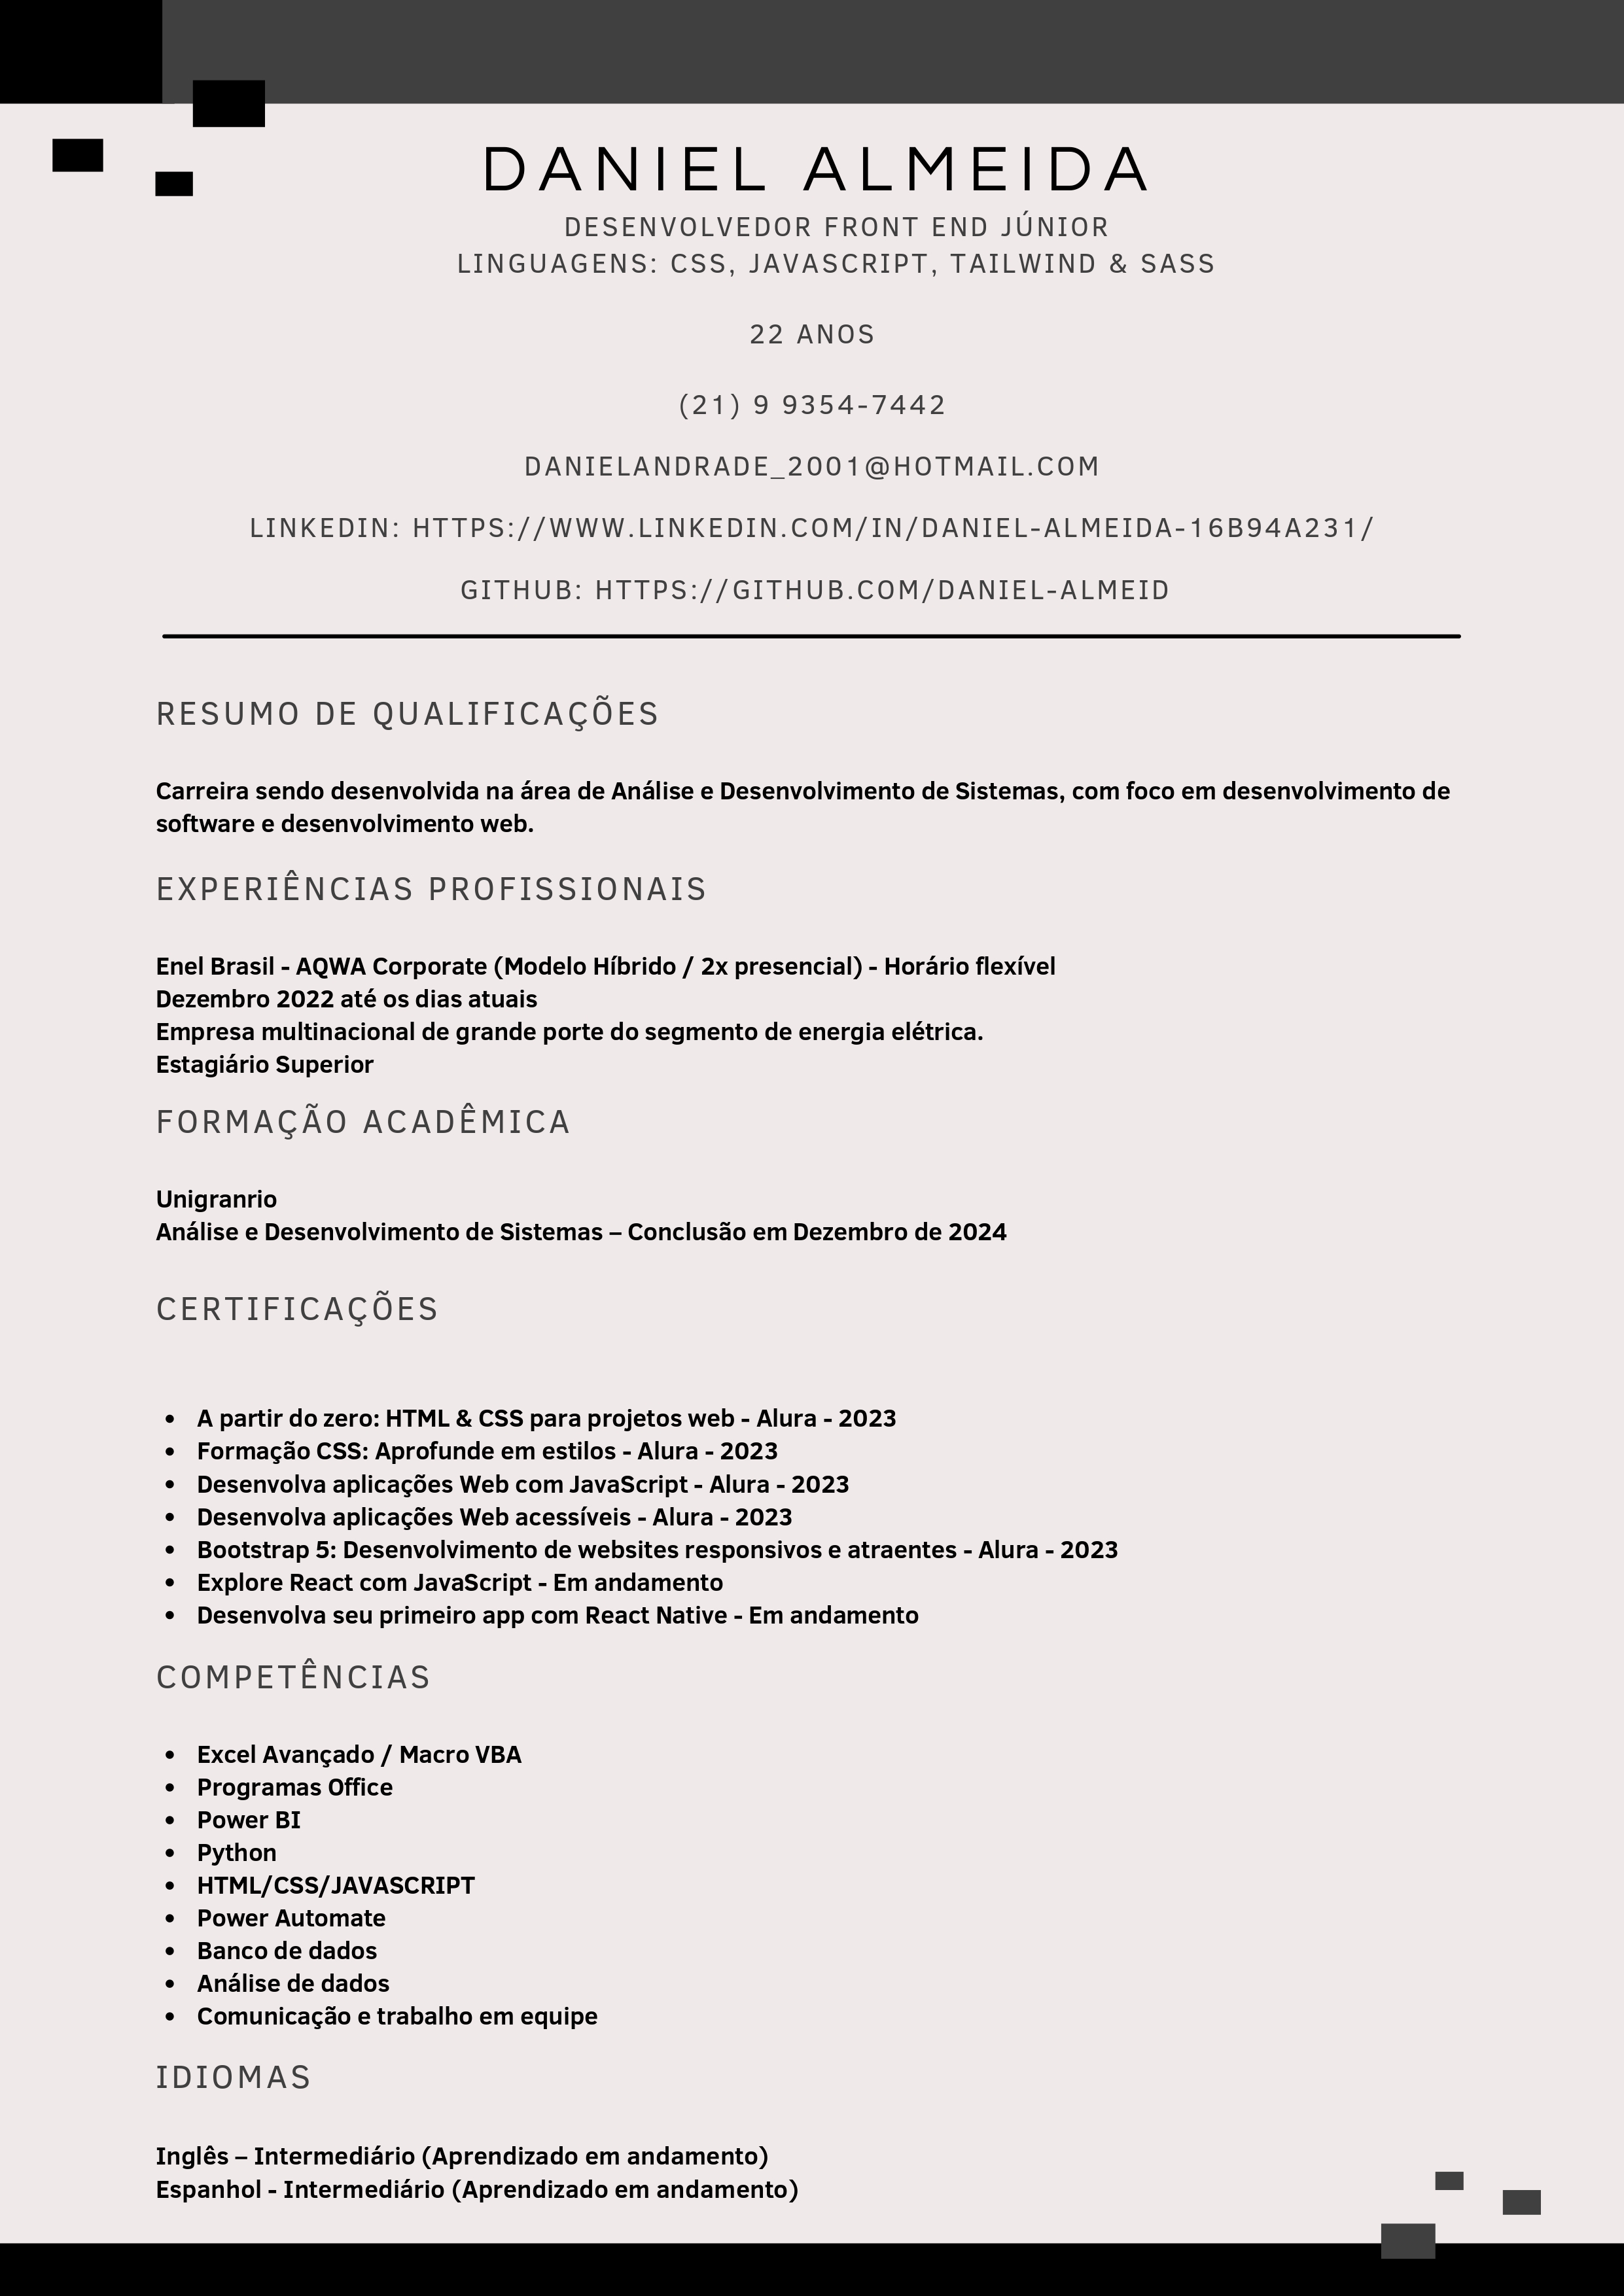 DANIEL ALMEIDA
DESENVOLVEDOR FRONT END JÚNIOR
LINGUAGENS: CSS, JAVASCRIPT, TAILWIND & SASS
22 ANOS
(21) 9 9354-7442
DANIELANDRADE_2001@HOTMAIL.COM
LINKEDIN: HTTPS://WWW.LINKEDIN.COM/IN/DANIEL-ALMEIDA-16B94A231/
GITHUB: HTTPS://GITHUB.COM/DANIEL-ALMEID
RESUMO DE QUALIFICAÇÕES
Carreira sendo desenvolvida na área de Análise e Desenvolvimento de Sistemas, com foco em desenvolvimento de
software e desenvolvimento web.
EXPERIÊNCIAS PROFISSIONAIS
Enel Brasil - AQWA Corporate (Modelo Híbrido / 2x presencial) - Horário flexível
Dezembro 2022 até os dias atuais
Empresa multinacional de grande porte do segmento de energia elétrica.
Estagiário Superior
FORMAÇÃO ACADÊMICA
Unigranrio
Análise e Desenvolvimento de Sistemas – Conclusão em Dezembro de 2024
CERTIFICAÇÕES
• A partir do zero: HTML & CSS para projetos web - Alura - 2023
• Formação CSS: Aprofunde em estilos - Alura - 2023
• Desenvolva aplicações Web com JavaScript - Alura - 2023
• Desenvolva aplicações Web acessíveis - Alura - 2023
• Bootstrap 5: Desenvolvimento de websites responsivos e atraentes - Alura - 2023
• Explore React com JavaScript - Em andamento
• Desenvolva seu primeiro app com React Native - Em andamento
COMPETÊNCIAS
• Excel Avançado / Macro VBA
• Programas Office
• Power BI
• Python
• HTML/CSS/JAVASCRIPT
• Power Automate
• Banco de dados
• Análise de dados
• Comunicação e trabalho em equipe
IDIOMAS
Inglês – Intermediário (Aprendizado em andamento)
Espanhol - Intermediário (Aprendizado em andamento)